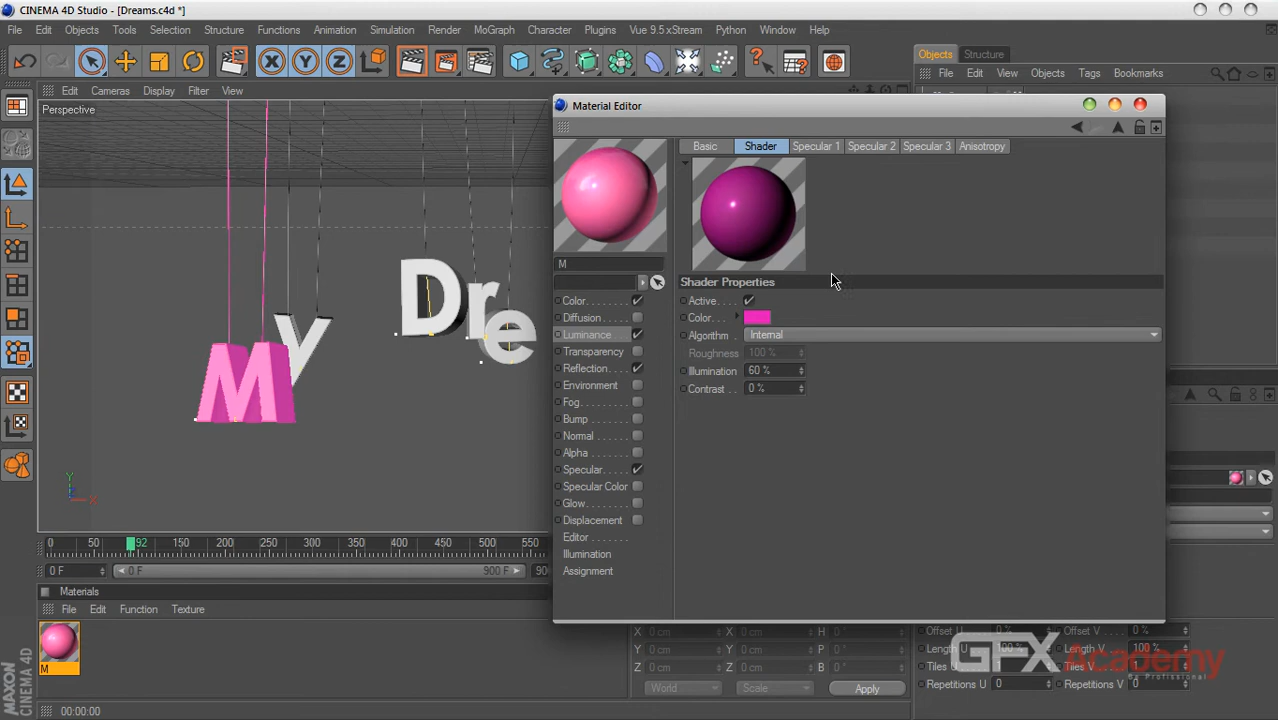 CINEMA 4D Studio - [Dreams.c4d *]
File Edit Objects Tools Selection Structure Functions Animation Simulation Render MoGraph Character Plugins Vue 9.5 xStream Python Window Help
X Y Z
Objects Structure
File Edit View Objects Tags Bookmarks
Edit Cameras Display Filter View
Perspective
Material Editor
Basic Shader Specular 1 Specular 2 Specular 3 Anisotropy
M
Shader Properties
Color
Diffusion
Luminance
Transparency
Reflection
Environment
Fog
Bump
Normal
Alpha
Specular
Specular Color
Glow
Displacement
Editor
Illumination
Assignment
Active
Color
Algorithm Internal
Roughness 100 %
Illumination 60 %
Contrast 0 %
M y Dre
Y
X
0 50 92 150 200 250 300 350 400 450 500 550
0 F 0 F 900 F 90
Materials
File Edit Function Texture
M
X 0 cm X 0 cm H 0 °
Y 0 cm Y 0 cm P 0 °
Z 0 cm Z 0 cm B 0 °
World Scale Apply
Offset U 0 % Offset V 0 %
Length U 100 % Length V 100 %
Tiles U 1 Tiles V 1
Repetitions U 0 Repetitions V 0
GFX Academy
By Professional
MAXON
CINEMA 4D
00:00:00